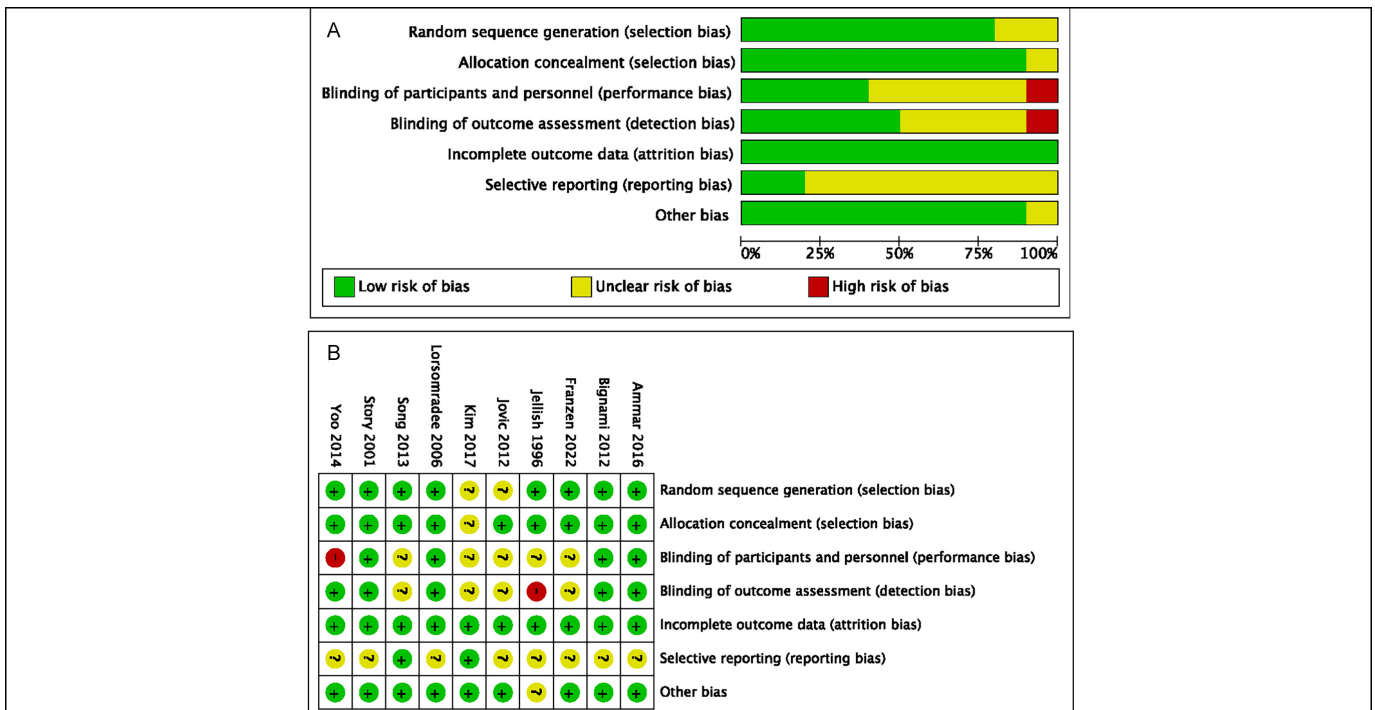 A
Random sequence generation (selection bias)
Allocation concealment (selection bias)
Blinding of participants and personnel (performance bias)
Blinding of outcome assessment (detection bias)
Incomplete outcome data (attrition bias)
Selective reporting (reporting bias)
Other bias
0% 25% 50% 75% 100%
Low risk of bias Unclear risk of bias High risk of bias
B
Yoo 2014
Story 2001
Song 2013
Lorsomradee 2006
Kim 2017
Jovic 2012
Jellish 1996
Franzen 2022
Bignami 2012
Ammar 2016
+ + + + ? ? + + + + Random sequence generation (selection bias)
+ + + + ? + + + + + Allocation concealment (selection bias)
- + ? + ? ? ? ? + + Blinding of participants and personnel (performance bias)
+ + ? + ? ? - ? + + Blinding of outcome assessment (detection bias)
+ + + + + + + + + + Incomplete outcome data (attrition bias)
? ? + ? + ? ? ? ? ? Selective reporting (reporting bias)
+ + + + + + ? + + + Other bias